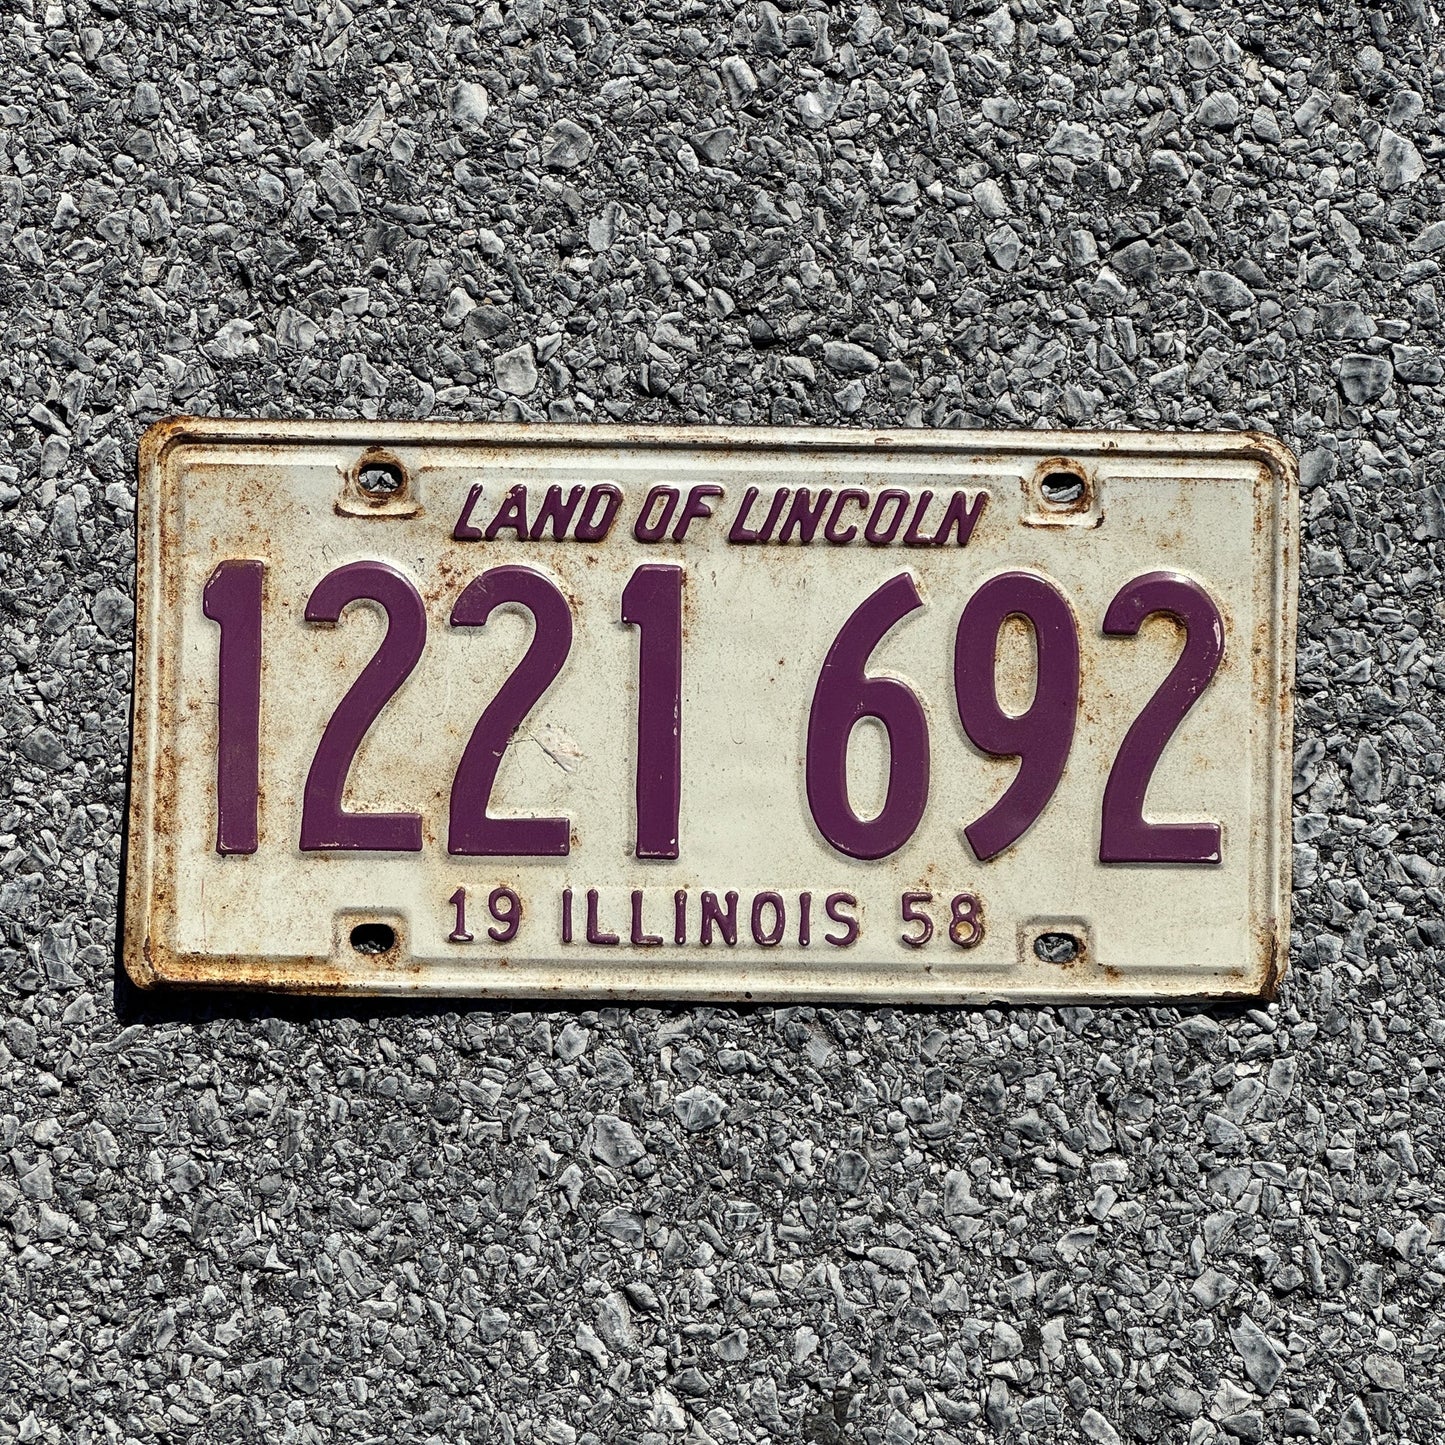 LAND OF LINCOLN
1221 692
19 ILLINOIS 58